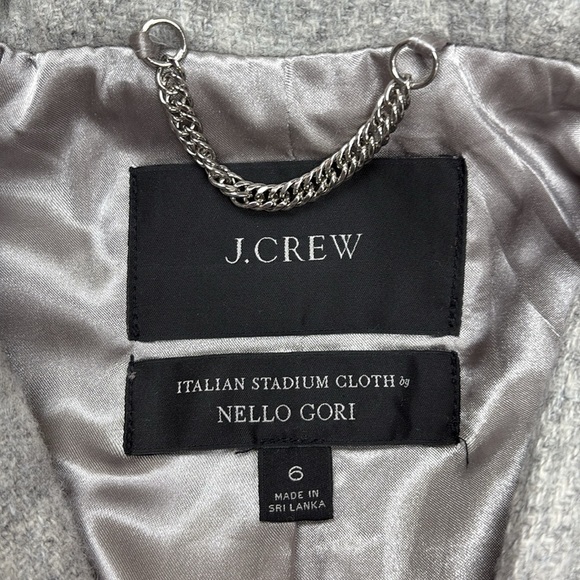 J.CREW
ITALIAN STADIUM CLOTH by
NELLO GORI
6
MADE IN
SRI LANKA